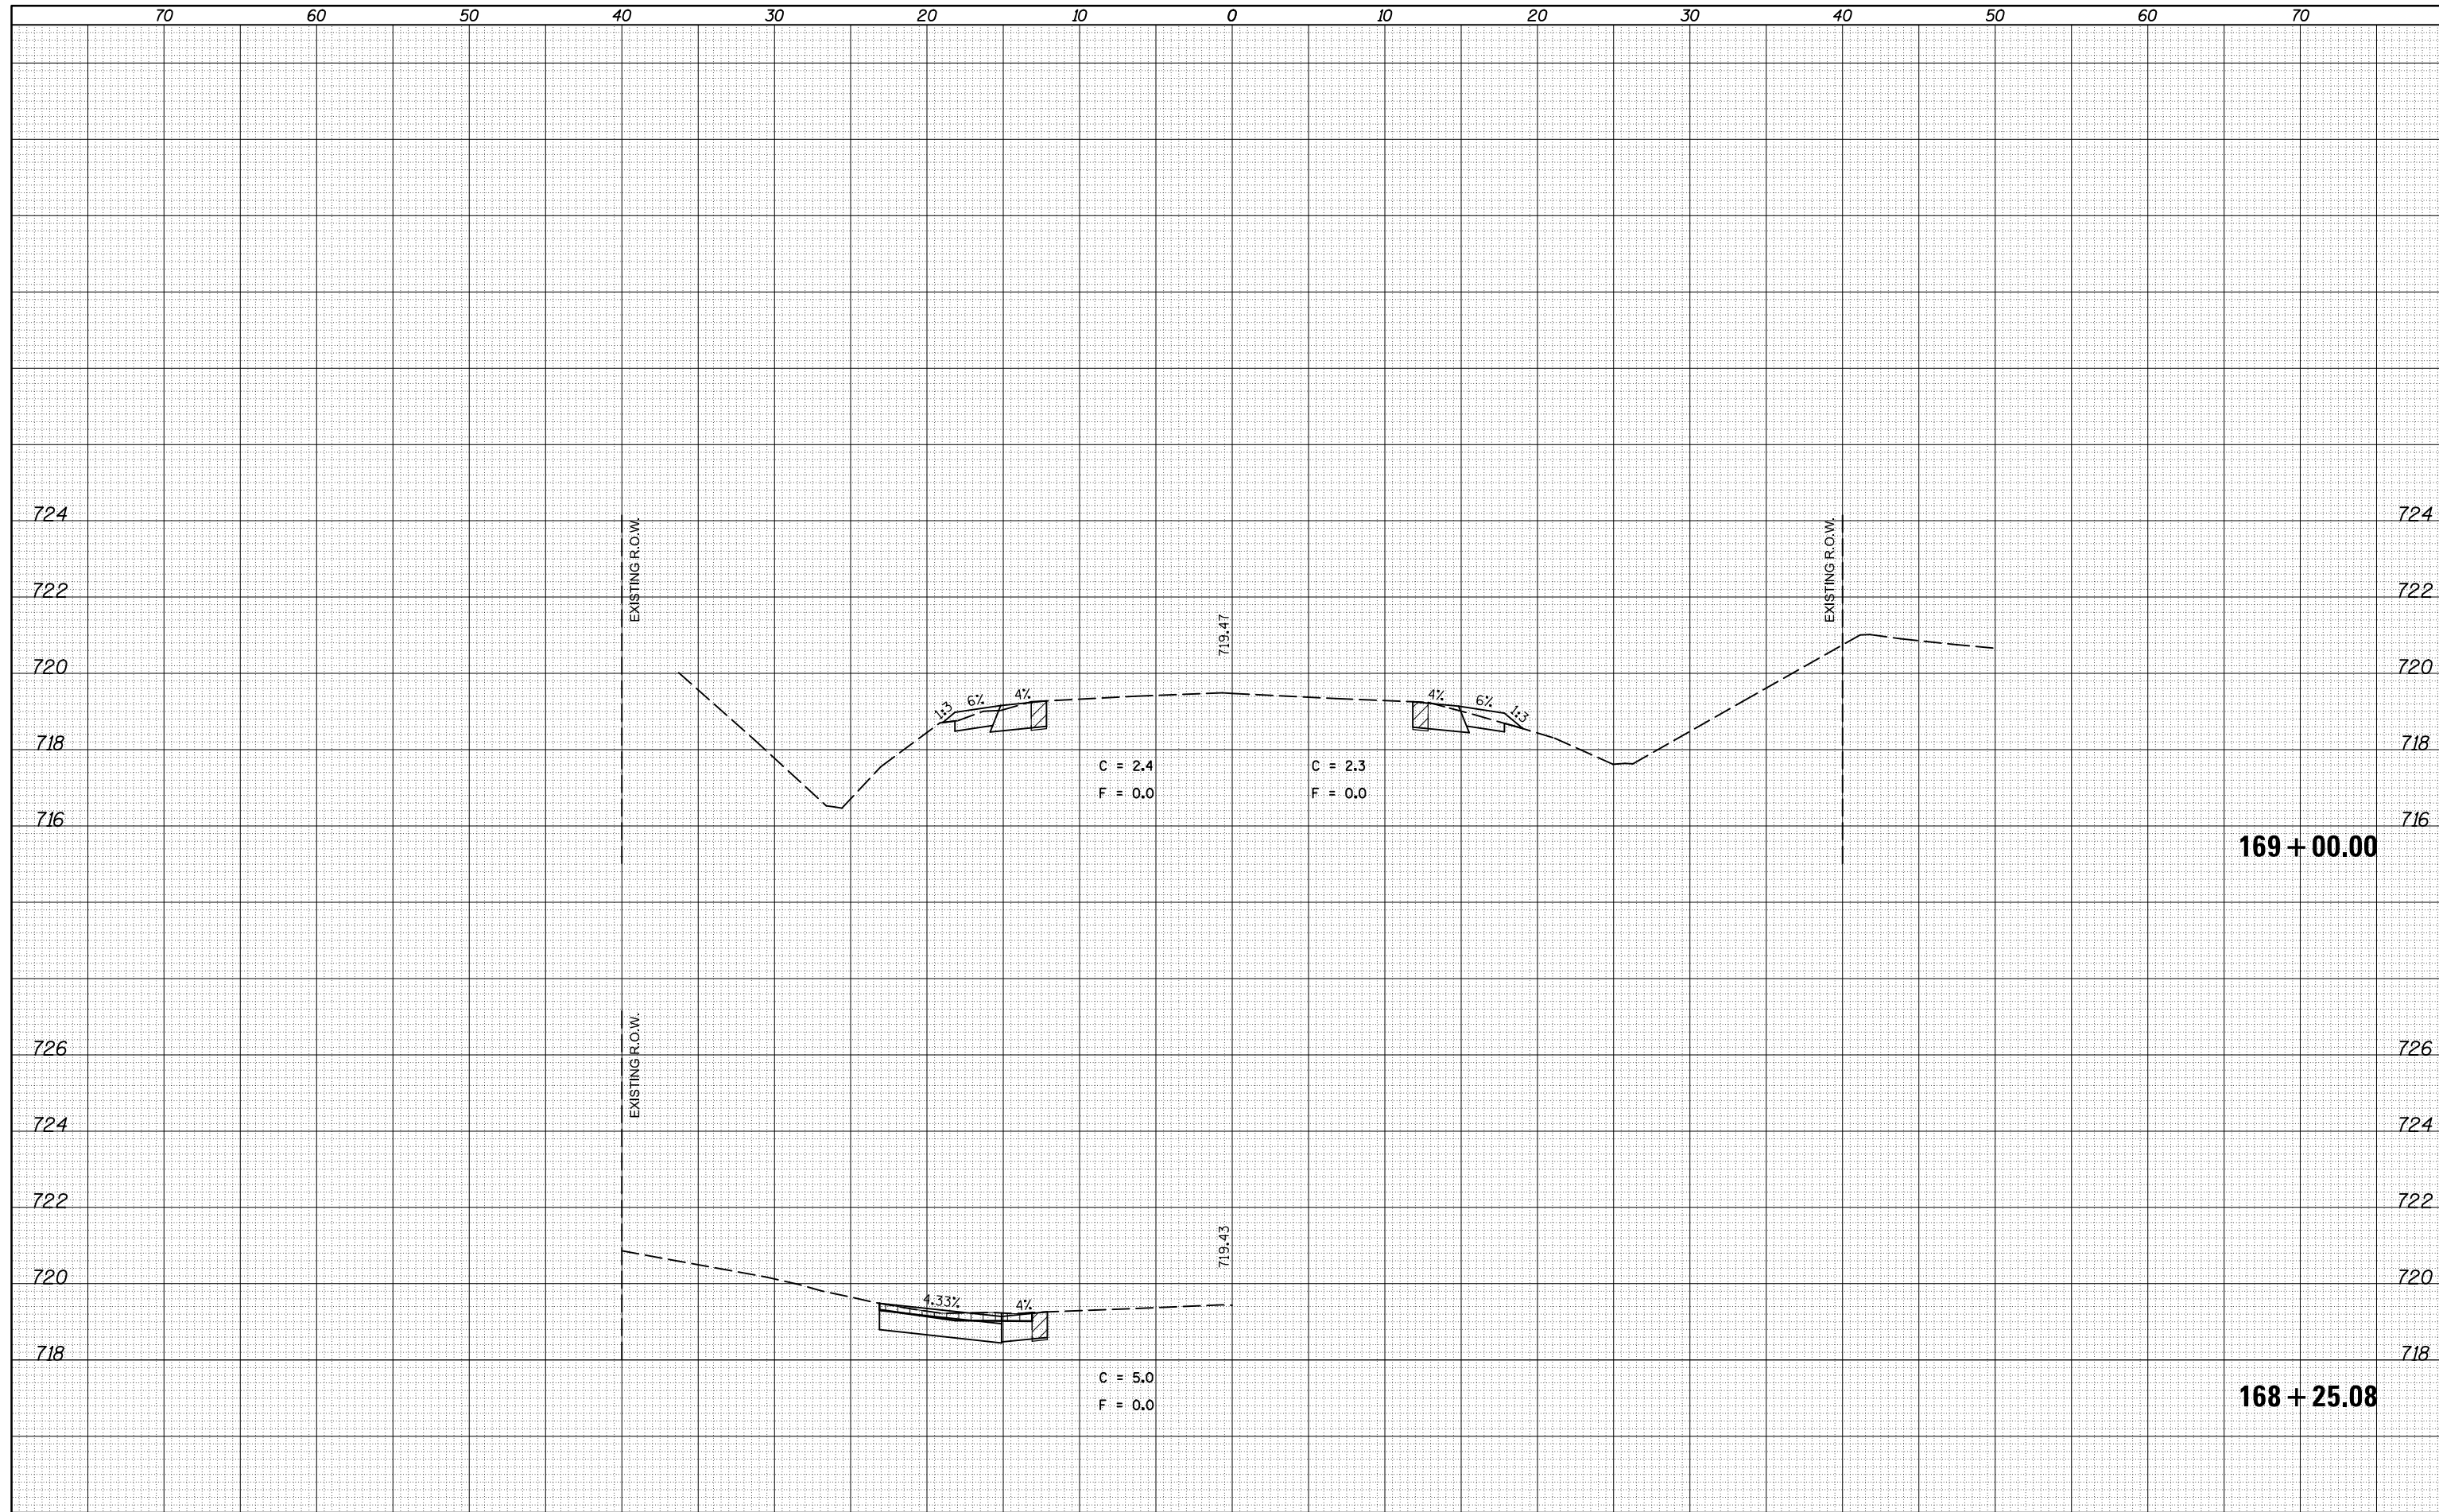 70 60 50 40 30 20 10 0 10 20 30 40 50 60 70
724 724
EXISTING R.O.W. EXISTING R.O.W.
722 722
719.47
720 720
1:3 6% 4% 4% 6% 1:3
718 718
C = 2.4 C = 2.3
F = 0.0 F = 0.0
716 716
169+00.00
726 726
EXISTING R.O.W.
724 724
722 722
719.43
720 720
4.33% 4%
718 718
C = 5.0
F = 0.0
168+25.08